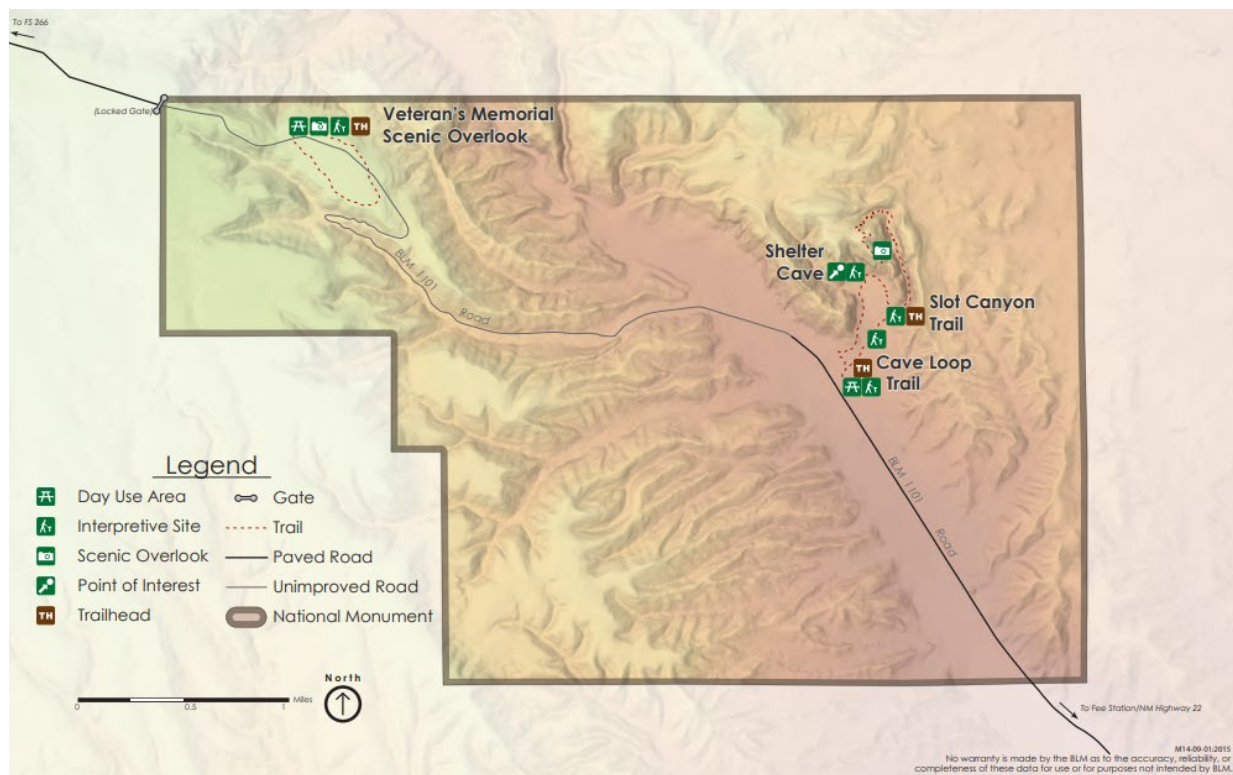 To FS 266
(Locked Gate)
TH
Veteran's Memorial
Scenic Overlook
BLM 1101
Road
Shelter
Cave
Slot Canyon
Trail
TH
TH
Cave Loop
Trail
BLM 1101
Road
Legend
Day Use Area
Gate
Interpretive Site
Trail
Scenic Overlook
Paved Road
Point of Interest
Unimproved Road
TH
Trailhead
National Monument
North
Miles
0
0.5
1
To Fee Station/NM Highway 22
M14-09-01:2015
No warranty is made by the BLM as to the accuracy, reliability, or
completeness of these data for use or for purposes not intended by BLM.